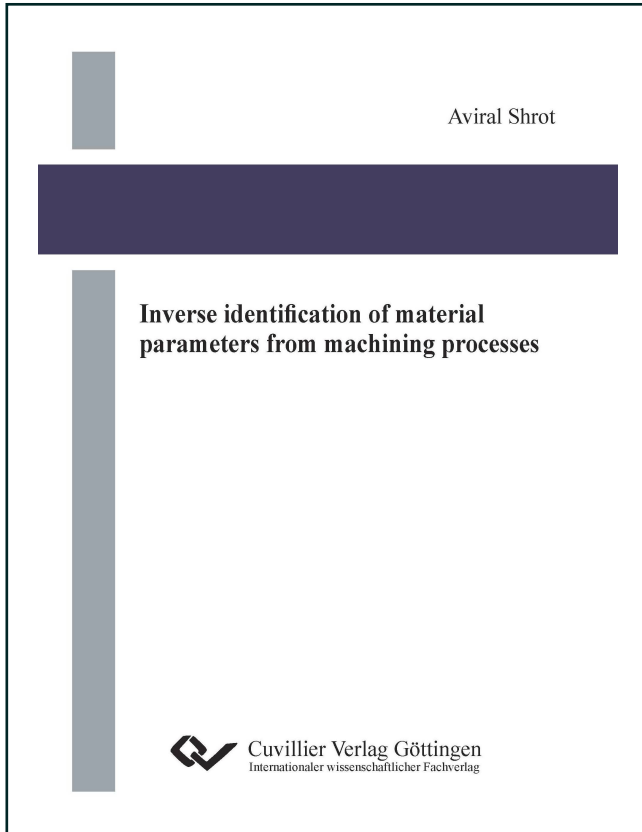 Aviral Shrot
Inverse identification of material
parameters from machining processes
Cuvillier Verlag Göttingen
Internationaler wissenschaftlicher Fachverlag